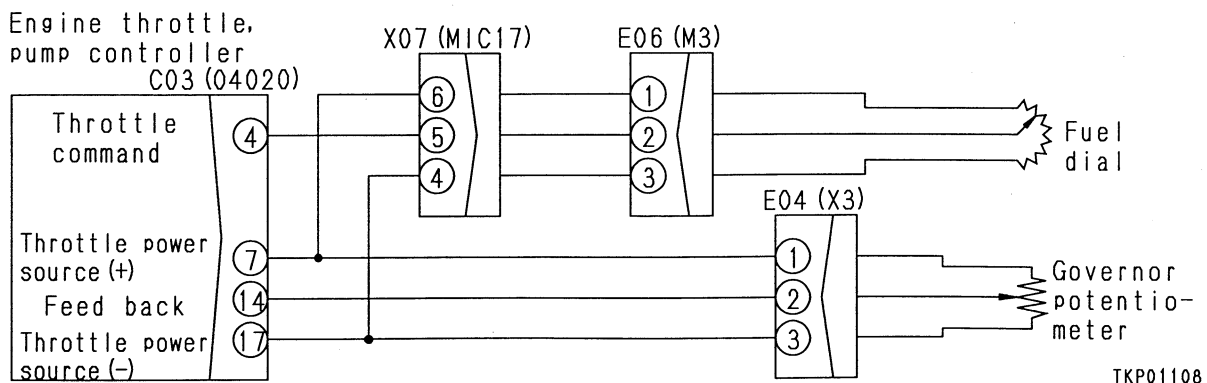 Engine throttle,
pump controller
C03 (04020)
X07 (MIC17)
E06 (M3)
Throttle
command
4
6
5
4
1
2
3
Fuel
dial
E04 (X3)
Throttle power
source (+)
7
Feed back
14
Throttle power
source (–)
17
1
2
3
Governor
potentio-
meter
TKP01108